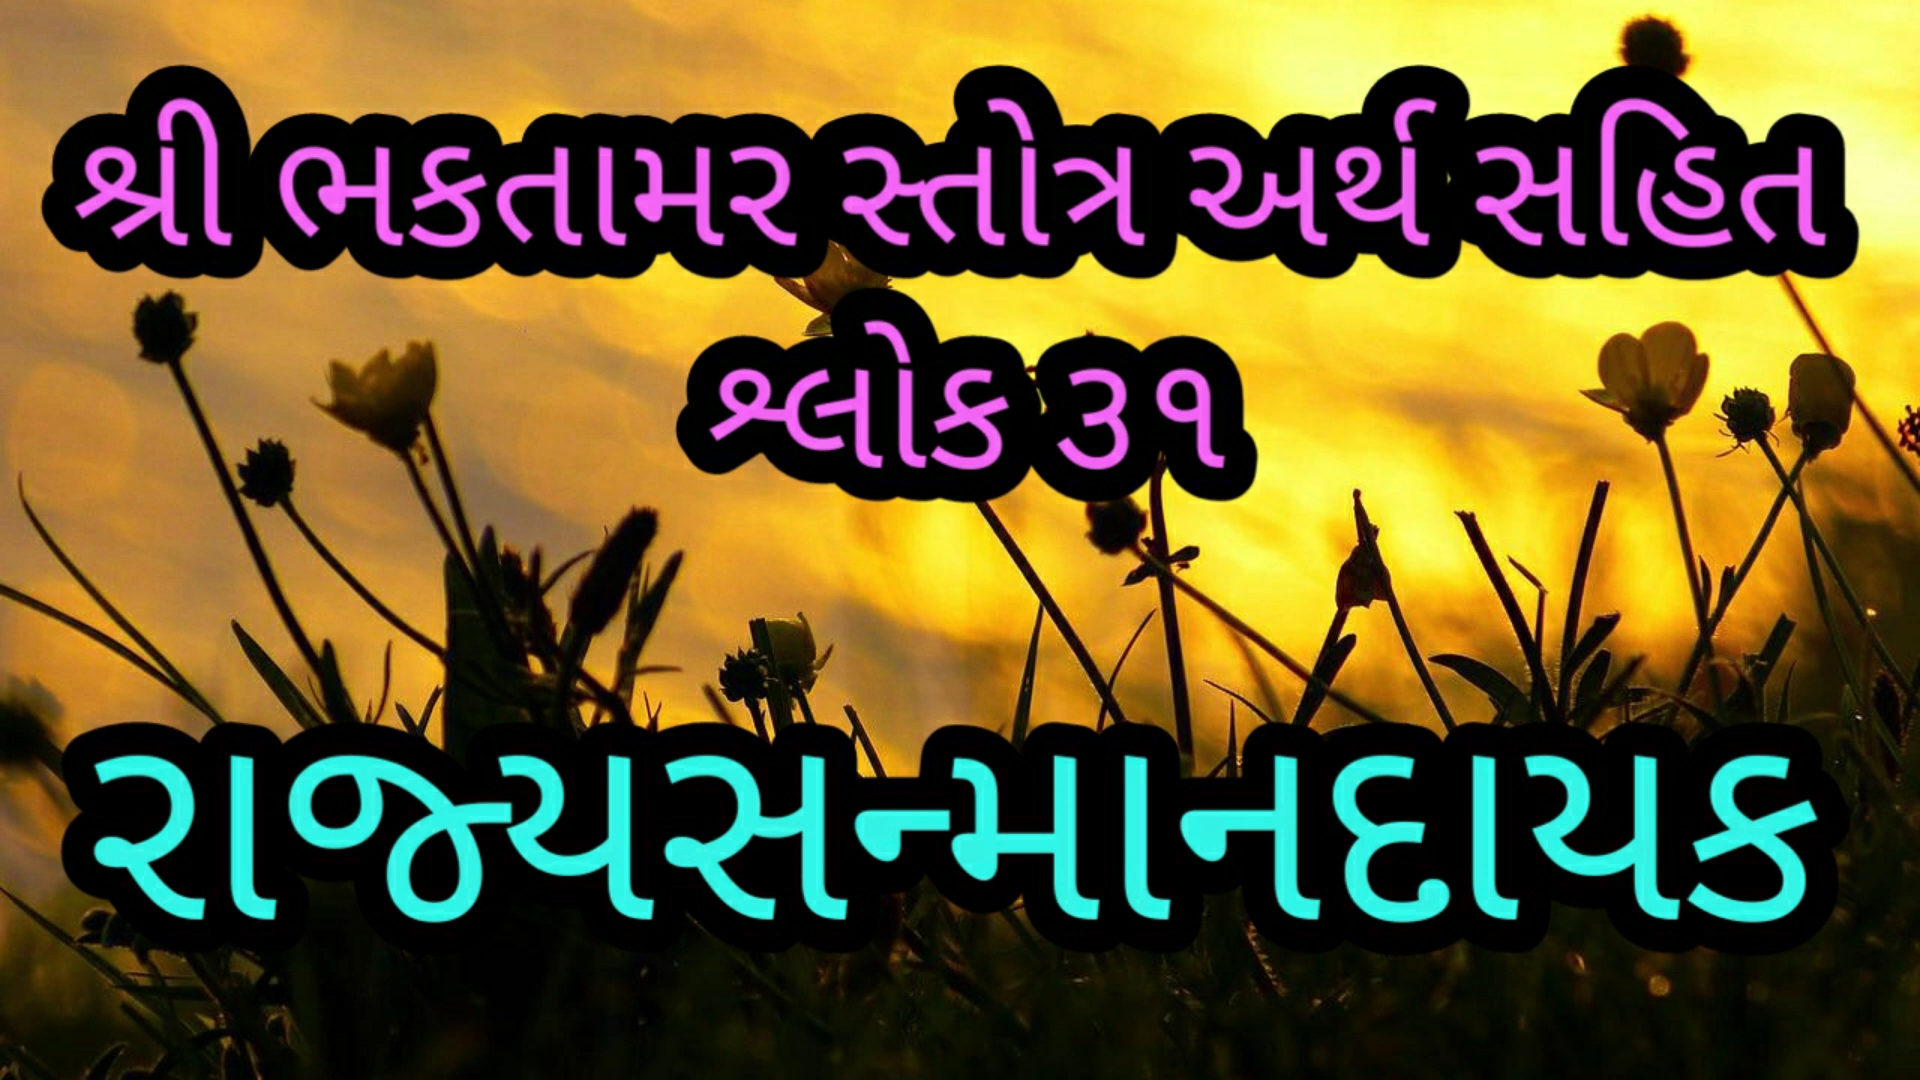 શ્રી ભકતામર સ્તોત્ર અર્થ સહિત
શ્લોક ૩૧
રાજ્યસન્માનદાયક